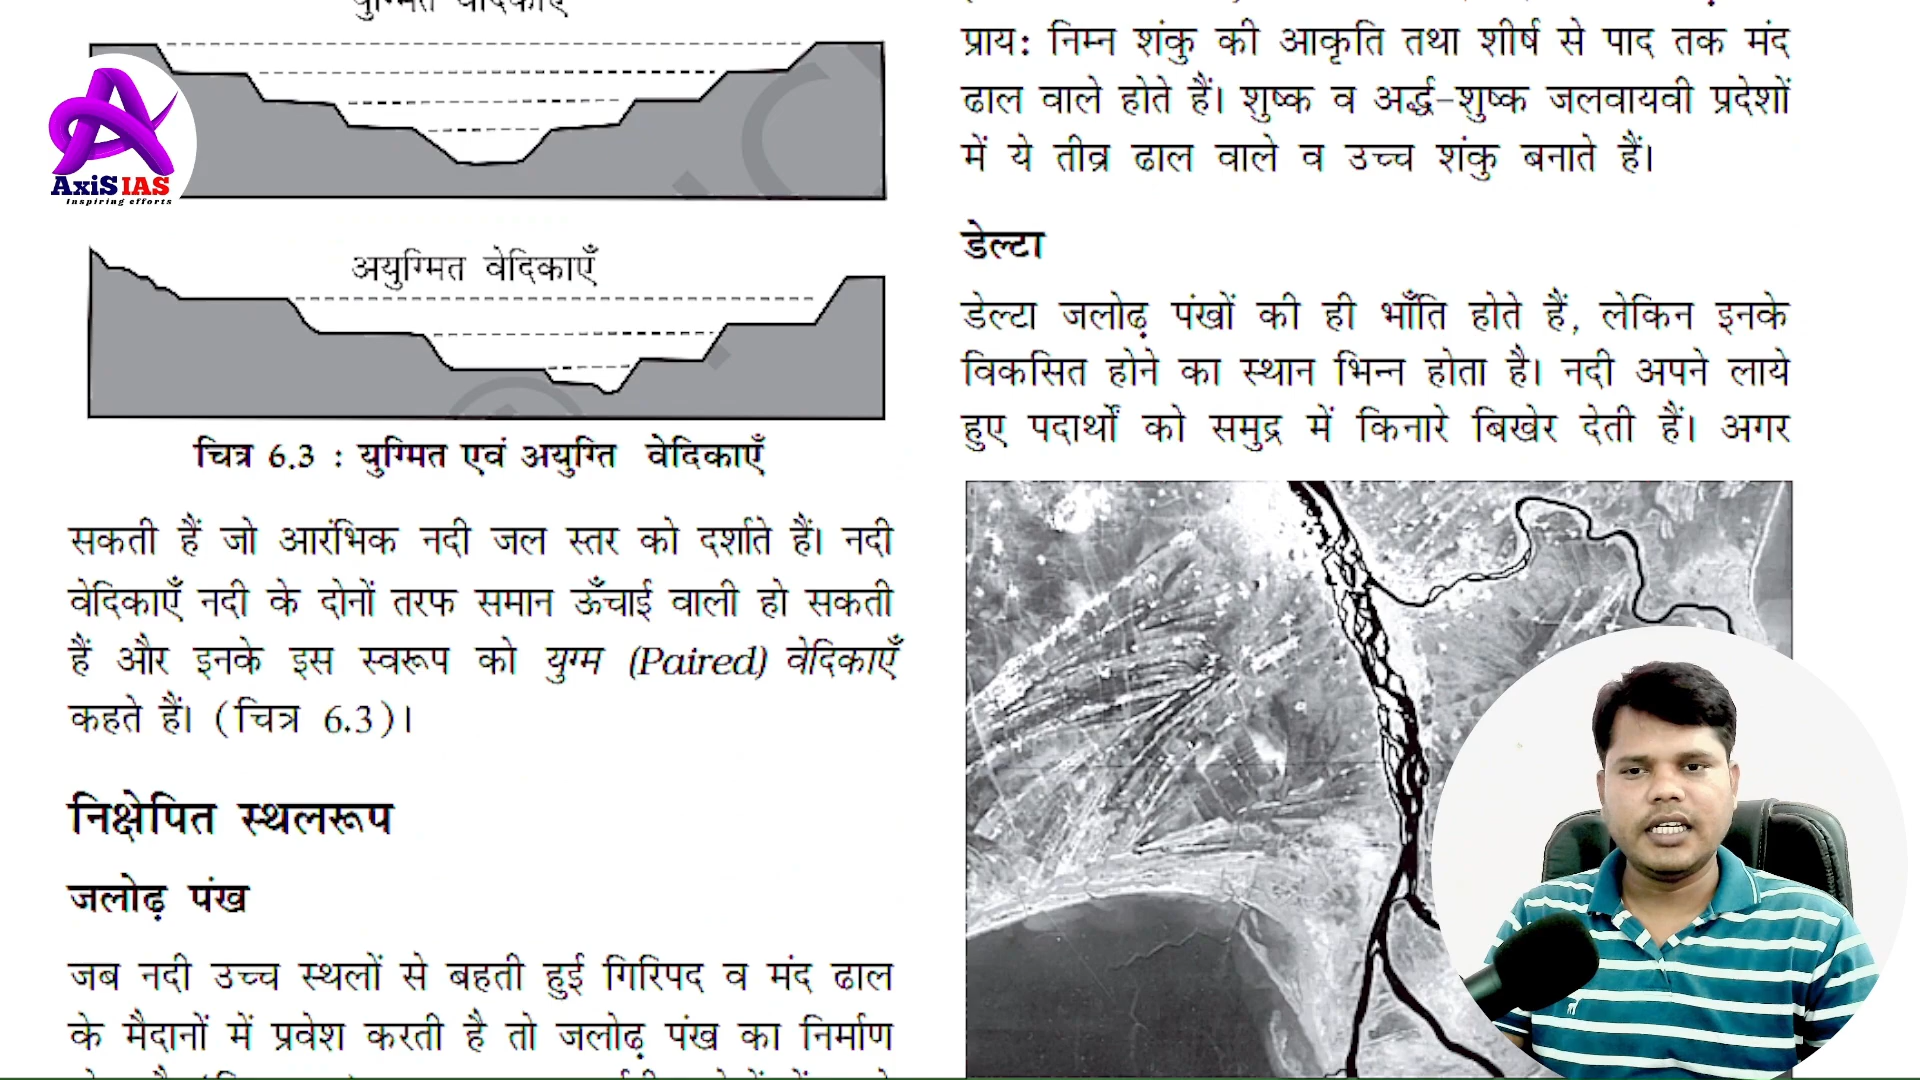 युग्मित वेदिकाएँ
AxiS IAS
Inspiring efforts
अयुग्मित वेदिकाएँ
चित्र 6.3 : युग्मित एवं अयुग्ति वेदिकाएँ
सकती हैं जो आरंभिक नदी जल स्तर को दर्शाते हैं। नदी
वेदिकाएँ नदी के दोनों तरफ समान ऊँचाई वाली हो सकती
हैं और इनके इस स्वरूप को युग्म (Paired) वेदिकाएँ
कहते हैं। (चित्र 6.3)।
निक्षेपित स्थलरूप
जलोढ़ पंख
जब नदी उच्च स्थलों से बहती हुई गिरिपद व मंद ढाल
के मैदानों में प्रवेश करती है तो जलोढ़ पंख का निर्माण
प्राय: निम्न शंकु की आकृति तथा शीर्ष से पाद तक मंद
ढाल वाले होते हैं। शुष्क व अर्द्ध-शुष्क जलवायवी प्रदेशों
में ये तीव्र ढाल वाले व उच्च शंकु बनाते हैं।
डेल्टा
डेल्टा जलोढ़ पंखों की ही भाँति होते हैं, लेकिन इनके
विकसित होने का स्थान भिन्न होता है। नदी अपने लाये
हुए पदार्थों को समुद्र में किनारे बिखेर देती हैं। अगर